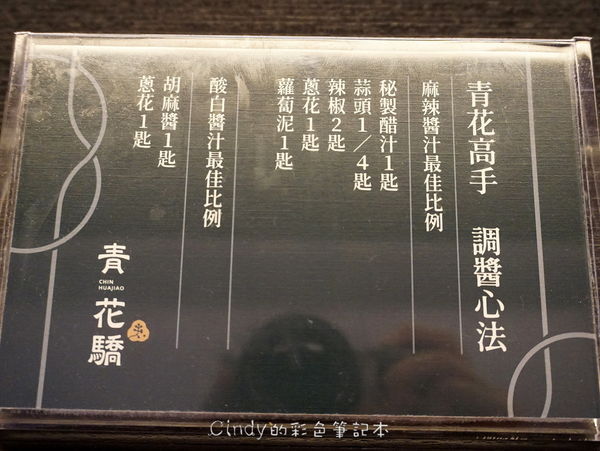 青花高手 調醬心法
麻辣醬汁最佳比例
秘製醋汁１匙
蒜頭１／４匙
辣椒２匙
蔥花１匙
蘿蔔泥１匙
酸白醬汁最佳比例
胡麻醬１匙
蔥花１匙
青花驕
CHIN
HUAJIAO
Cindy的彩色筆記本